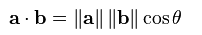 𝐚 · 𝐛 = ‖𝐚‖ ‖𝐛‖ cos θ